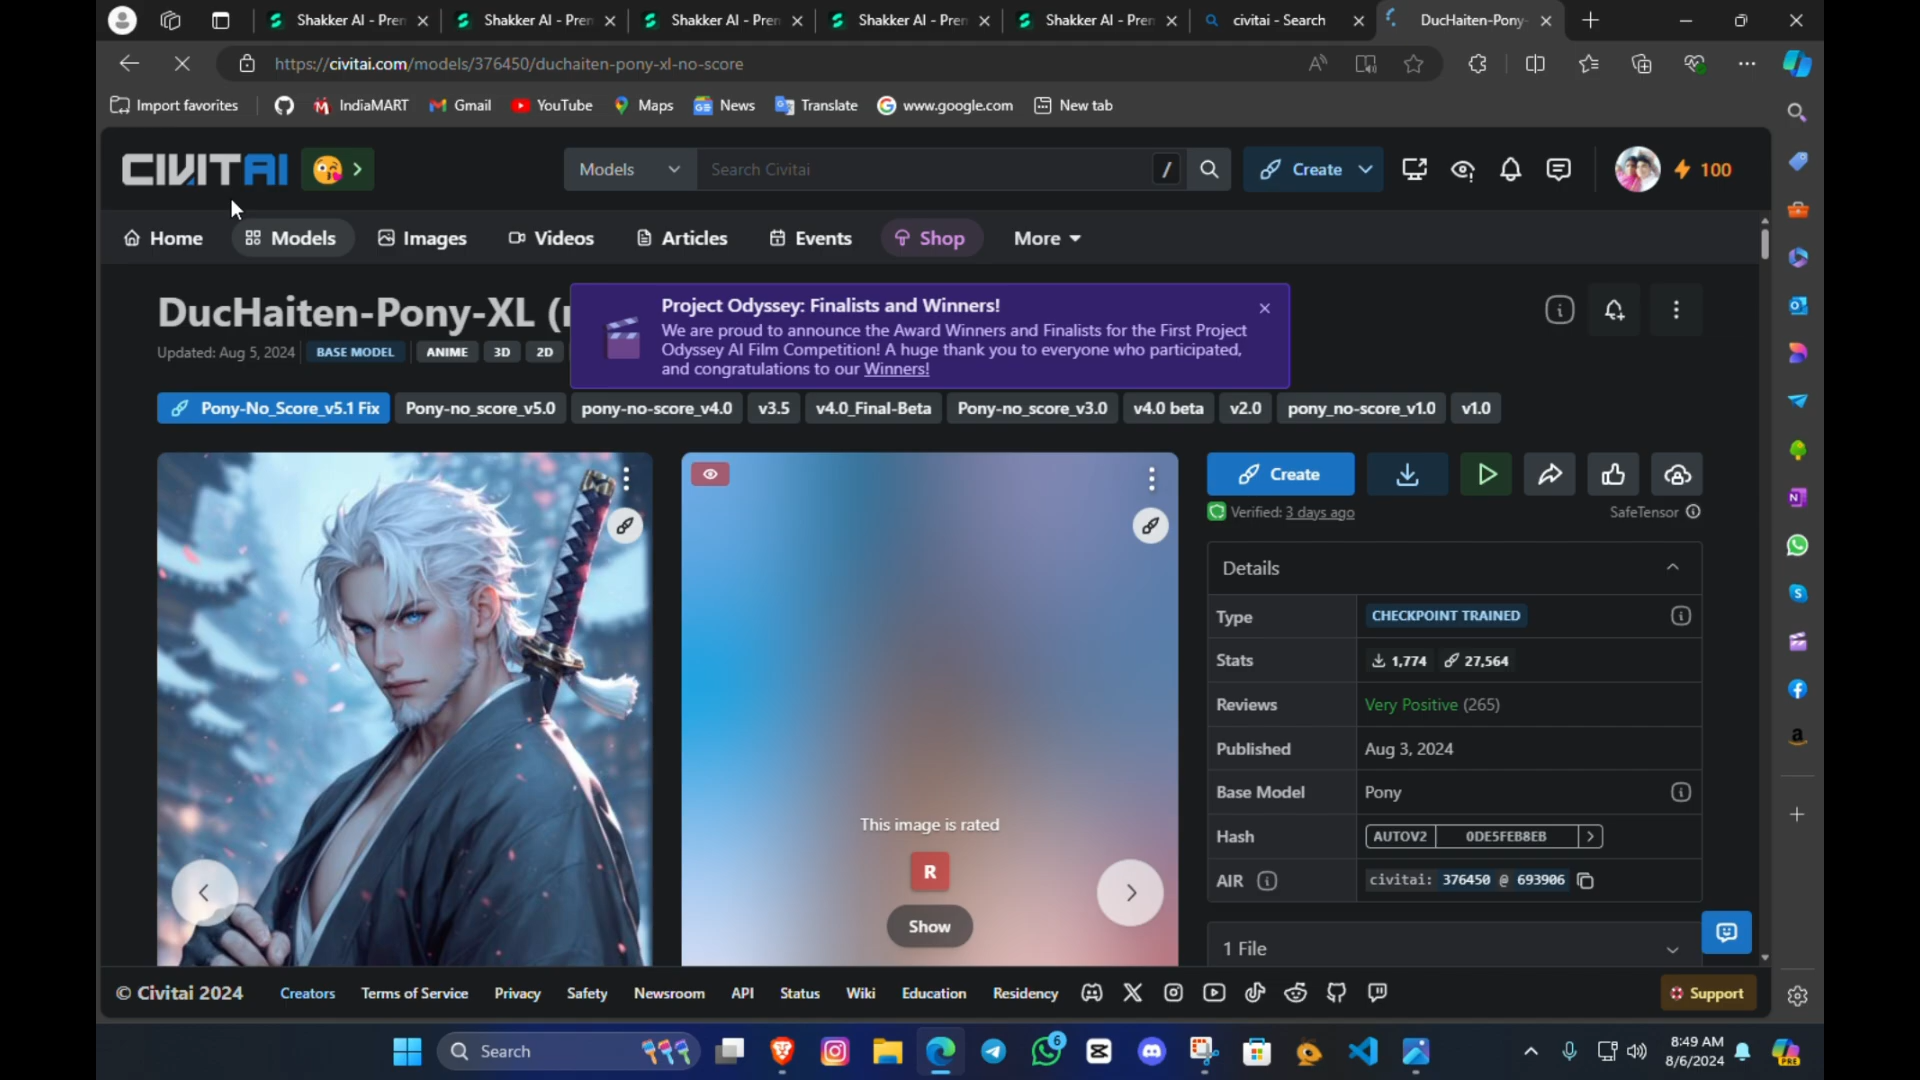 Shakker AI - Pren
Shakker AI - Pren
Shakker AI - Pren
Shakker AI - Pren
Shakker AI - Pren
civitai - Search
DucHaiten-Pony-
https://civitai.com/models/376450/duchaiten-pony-xl-no-score
Import favorites
IndiaMART
Gmail
YouTube
Maps
News
Translate
www.google.com
New tab
CIVITAI
Models
Search Civitai
/
Create
100
Home
Models
Images
Videos
Articles
Events
Shop
More
DucHaiten-Pony-XL (
Project Odyssey: Finalists and Winners!
We are proud to announce the Award Winners and Finalists for the First Project
Odyssey AI Film Competition! A huge thank you to everyone who participated,
and congratulations to our Winners!
Updated: Aug 5, 2024
BASE MODEL
ANIME
3D
2D
Pony-No_Score_v5.1 Fix
Pony-no_score_v5.0
pony-no-score_v4.0
v3.5
v4.0_Final-Beta
Pony-no_score_v3.0
v4.0 beta
v2.0
pony_no-score_v1.0
v1.0
Create
Verified: 3 days ago
SafeTensor
Details
Type
CHECKPOINT TRAINED
Stats
1,774
27,564
Reviews
Very Positive (265)
Published
Aug 3, 2024
Base Model
Pony
Hash
AUTOV2
0DE5FEB8EB
AIR
civitai: 376450 @ 693906
1 File
This image is rated
R
Show
© Civitai 2024
Creators
Terms of Service
Privacy
Safety
Newsroom
API
Status
Wiki
Education
Residency
Support
Search
6
8:49 AM
8/6/2024
PRE